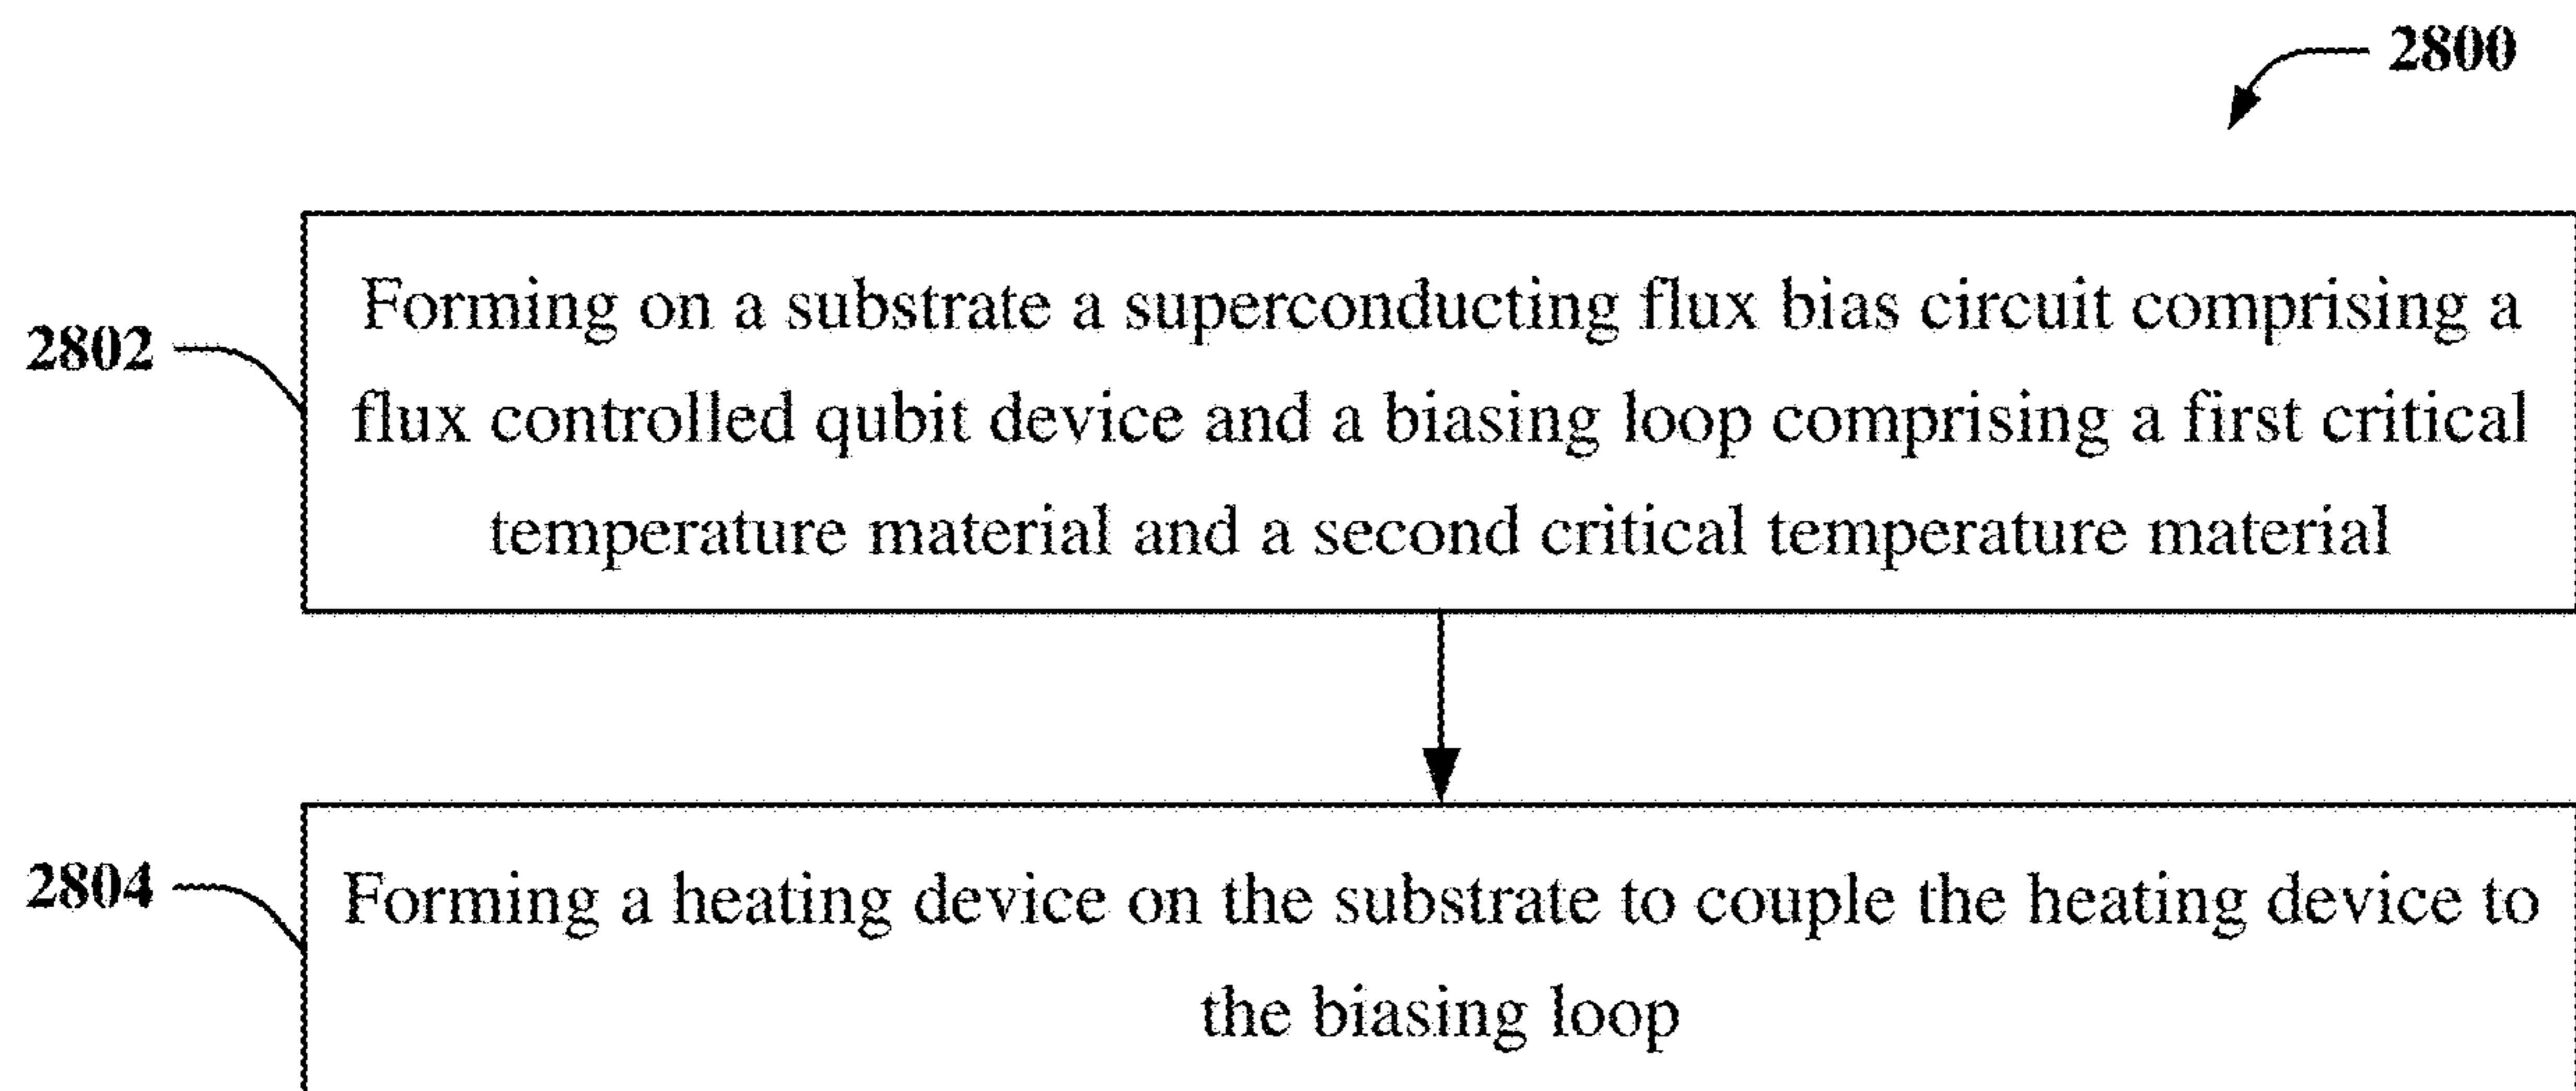 2800
2802
Forming on a substrate a superconducting flux bias circuit comprising a
flux controlled qubit device and a biasing loop comprising a first critical
temperature material and a second critical temperature material
2804
Forming a heating device on the substrate to couple the heating device to
the biasing loop